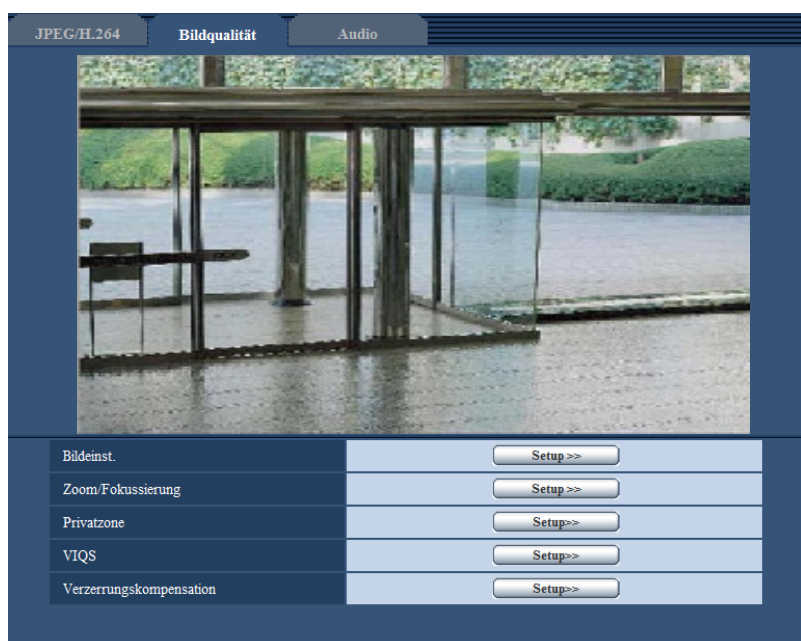 JPEG/H.264 Bildqualität Audio
Bildeinst. Setup >>
Zoom/Fokussierung Setup >>
Privatzone Setup>>
VIQS Setup>>
Verzerrungskompensation Setup>>